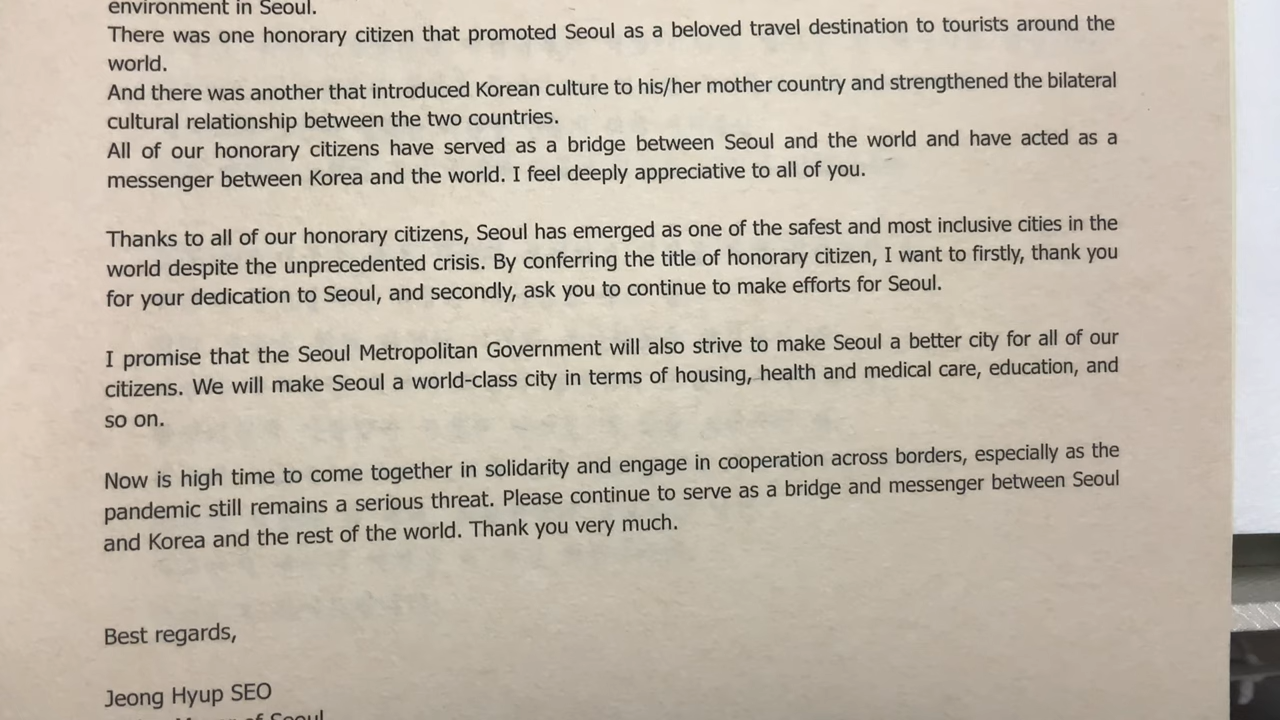 environment in Seoul.
There was one honorary citizen that promoted Seoul as a beloved travel destination to tourists around the
world.
And there was another that introduced Korean culture to his/her mother country and strengthened the bilateral
cultural relationship between the two countries.
All of our honorary citizens have served as a bridge between Seoul and the world and have acted as a
messenger between Korea and the world. I feel deeply appreciative to all of you.
Thanks to all of our honorary citizens, Seoul has emerged as one of the safest and most inclusive cities in the
world despite the unprecedented crisis. By conferring the title of honorary citizen, I want to firstly, thank you
for your dedication to Seoul, and secondly, ask you to continue to make efforts for Seoul.
I promise that the Seoul Metropolitan Government will also strive to make Seoul a better city for all of our
citizens. We will make Seoul a world-class city in terms of housing, health and medical care, education, and
so on.
Now is high time to come together in solidarity and engage in cooperation across borders, especially as the
pandemic still remains a serious threat. Please continue to serve as a bridge and messenger between Seoul
and Korea and the rest of the world. Thank you very much.
Best regards,
Jeong Hyup SEO
Mayor of Seoul